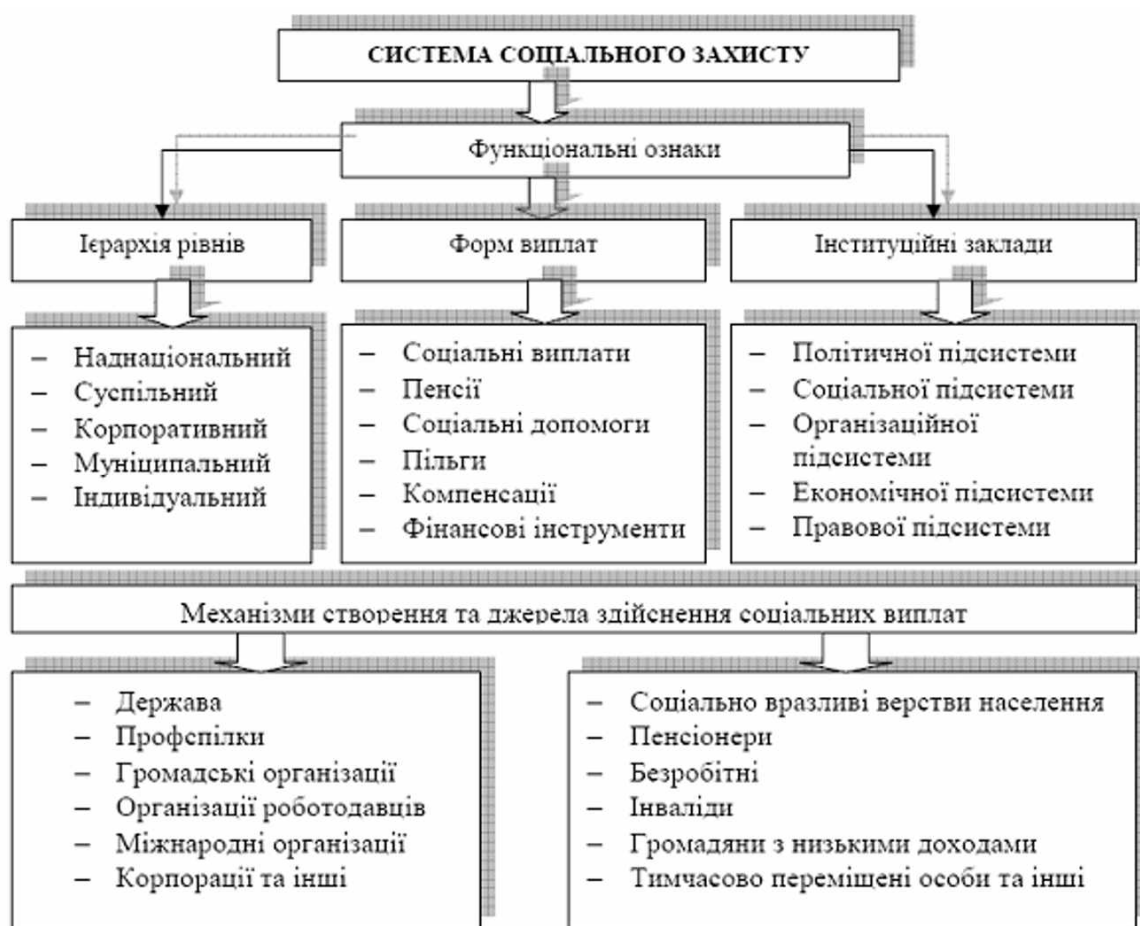 СИСТЕМА СОЦІАЛЬНОГО ЗАХИСТУ
Функціональні ознаки
Ієрархія рівнів
Форм виплат
Інституційні заклади
– Наднаціональний
– Суспільний
– Корпоративний
– Муніципальний
– Індивідуальний
– Соціальні виплати
– Пенсії
– Соціальні допомоги
– Пільги
– Компенсації
– Фінансові інструменти
– Політичної підсистеми
– Соціальної підсистеми
– Організаційної
підсистеми
– Економічної підсистеми
– Правової підсистеми
Механізми створення та джерела здійснення соціальних виплат
– Держава
– Профспілки
– Громадські організації
– Організації роботодавців
– Міжнародні організації
– Корпорації та інші
– Соціально вразливі верстви населення
– Пенсіонери
– Безробітні
– Інваліди
– Громадяни з низькими доходами
– Тимчасово переміщені особи та інші